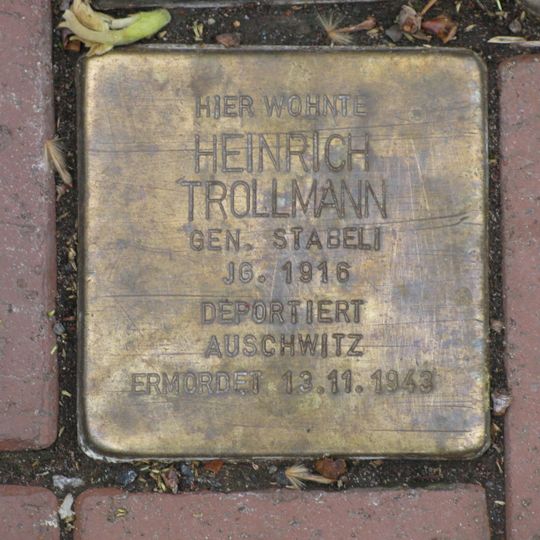 HIER WOHNTE
HEINRICH
TROLLMANN
GEN. STABELI
JG. 1916
DEPORTIERT
AUSCHWITZ
ERMORDET 13.11.1943